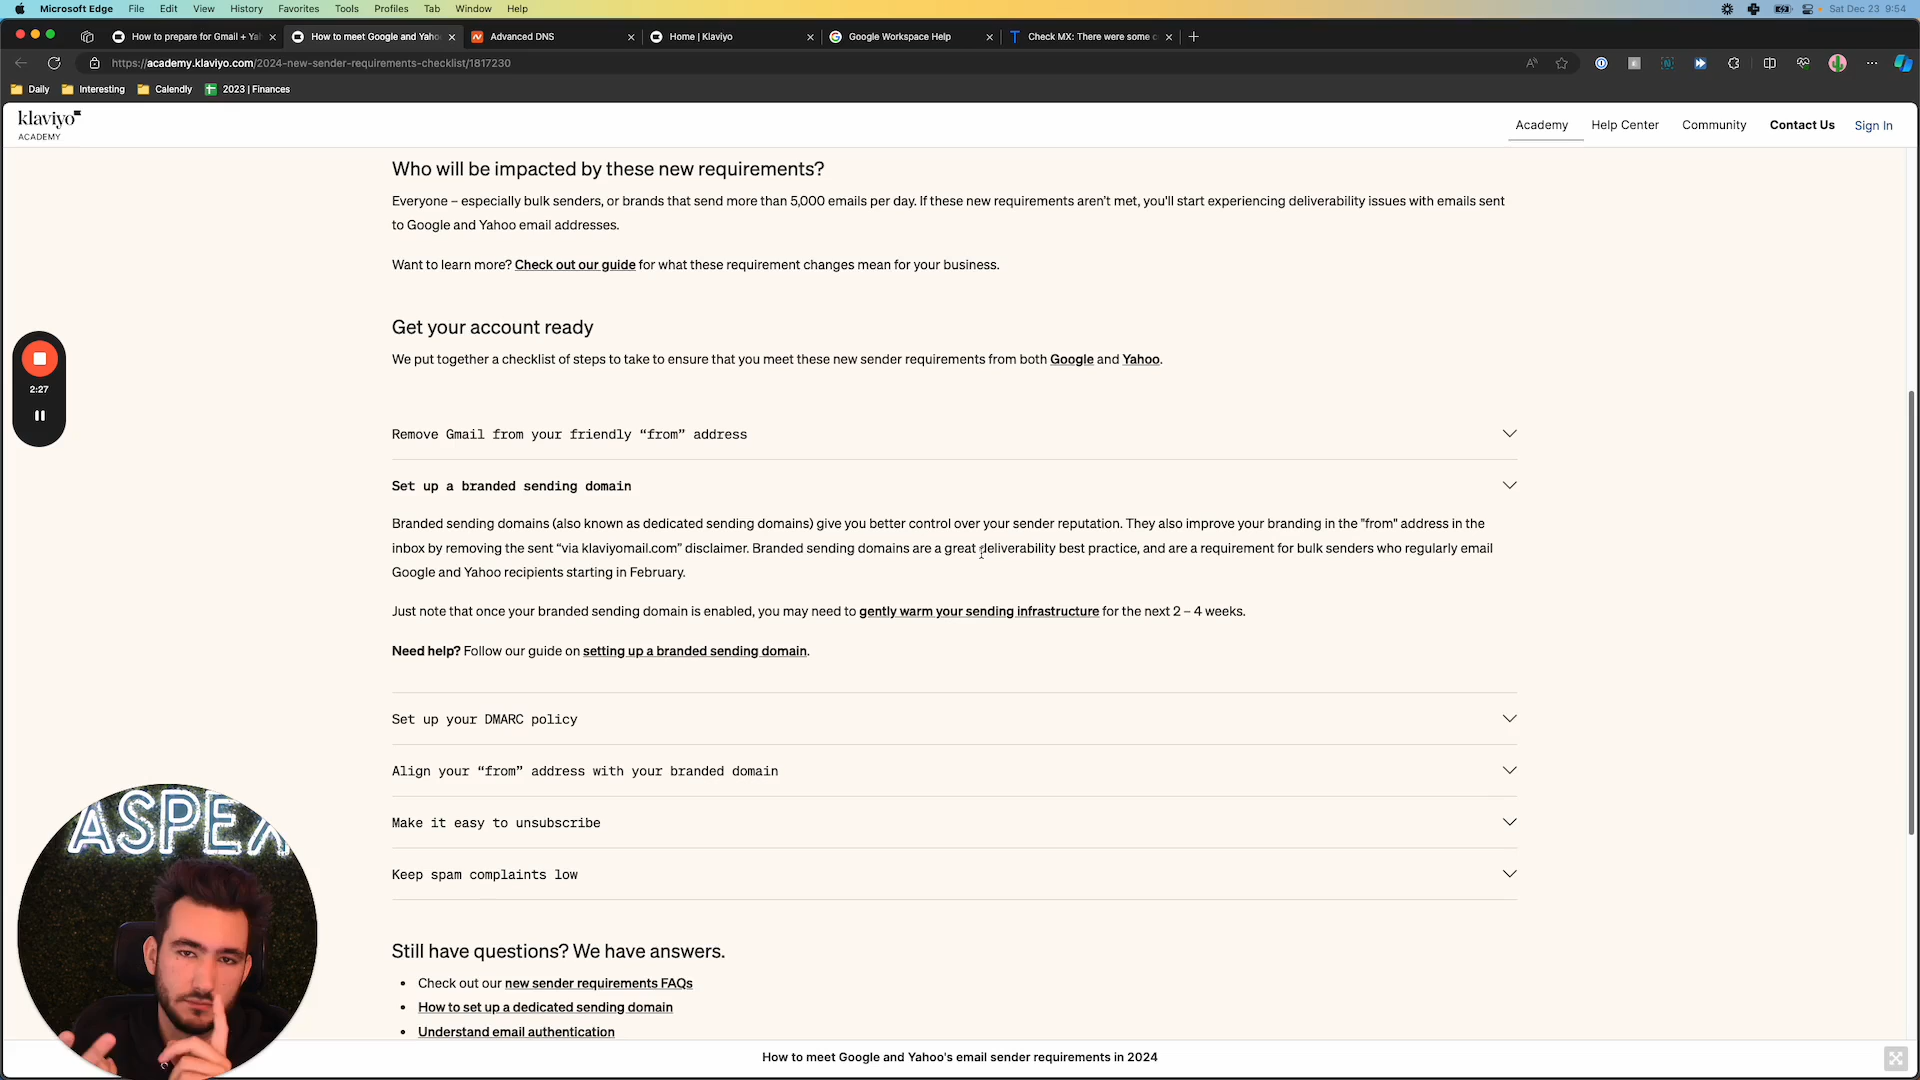 Microsoft Edge File Edit View History Favorites Tools Profiles Tab Window Help Sat Dec 23 9:54
How to prepare for Gmail + Ya
How to meet Google and Yaho
Advanced DNS
Home | Klaviyo
Google Workspace Help
Check MX: There were some c
https://academy.klaviyo.com/2024-new-sender-requirements-checklist/1817230
Daily Interesting Calendly 2023 | Finances
klaviyo
ACADEMY
Academy Help Center Community Contact Us Sign In
Who will be impacted by these new requirements?
Everyone – especially bulk senders, or brands that send more than 5,000 emails per day. If these new requirements aren’t met, you'll start experiencing deliverability issues with emails sent
to Google and Yahoo email addresses.
Want to learn more? Check out our guide for what these requirement changes mean for your business.
Get your account ready
We put together a checklist of steps to take to ensure that you meet these new sender requirements from both Google and Yahoo.
2:27
Remove Gmail from your friendly “from” address
Set up a branded sending domain
Branded sending domains (also known as dedicated sending domains) give you better control over your sender reputation. They also improve your branding in the "from" address in the
inbox by removing the sent “via klaviyomail.com” disclaimer. Branded sending domains are a great deliverability best practice, and are a requirement for bulk senders who regularly email
Google and Yahoo recipients starting in February.
Just note that once your branded sending domain is enabled, you may need to gently warm your sending infrastructure for the next 2 – 4 weeks.
Need help? Follow our guide on setting up a branded sending domain.
Set up your DMARC policy
Align your “from” address with your branded domain
Make it easy to unsubscribe
Keep spam complaints low
ASPE
Still have questions? We have answers.
• Check out our new sender requirements FAQs
• How to set up a dedicated sending domain
• Understand email authentication
How to meet Google and Yahoo's email sender requirements in 2024